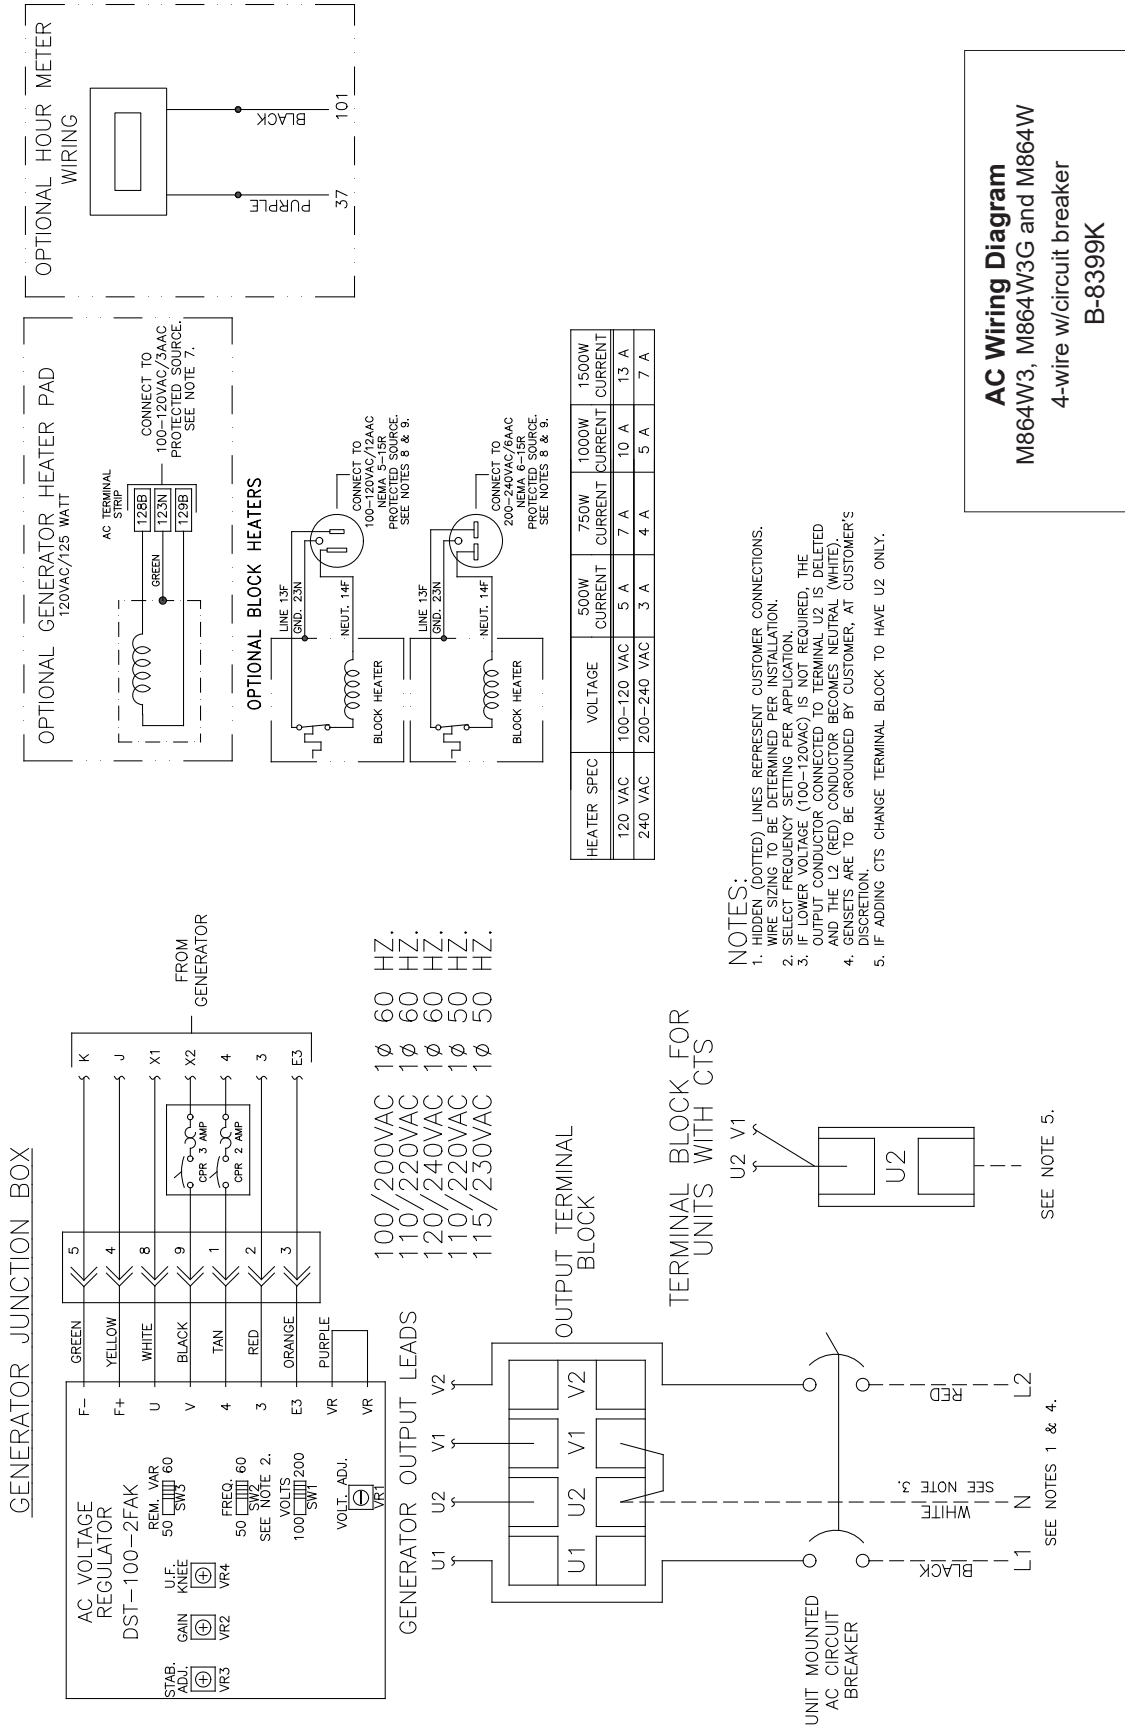 GENERATOR JUNCTION BOX
AC VOLTAGE
REGULATOR
DST-100-2FAK
STAB.
ADJ.
VR3
GAIN
VR2
U.F.
KNEE
VR4
REM. VAR
50 60
SW3
FREQ.
50 60
SW2
SEE NOTE 2.
VOLTS
100 200
SW1
VOLT. ADJ.
VR1
F- GREEN 5 K
F+ YELLOW 4 J
U WHITE 8 X1
V BLACK 9 X2
4 TAN 1 4
3 RED 2 3
E3 ORANGE 3 E3
VR PURPLE
VR
CPR 3 AMP
CPR 2 AMP
FROM
GENERATOR
GENERATOR OUTPUT LEADS
100/200VAC 1Ø 60 HZ.
110/220VAC 1Ø 60 HZ.
120/240VAC 1Ø 60 HZ.
110/220VAC 1Ø 50 HZ.
115/230VAC 1Ø 50 HZ.
U1 U2 V1 V2
U1 U2 V1 V2
OUTPUT TERMINAL
BLOCK
UNIT MOUNTED
AC CIRCUIT
BREAKER
BLACK
WHITE
SEE NOTE 3.
RED
L1 N L2
SEE NOTES 1 & 4.
TERMINAL BLOCK FOR
UNITS WITH CTS
U2 V1
U2
SEE NOTE 5.
OPTIONAL GENERATOR HEATER PAD
120VAC/125 WATT
AC TERMINAL
STRIP
GREEN
128B
123N
129B
CONNECT TO
100-120VAC/3AAC
PROTECTED SOURCE.
SEE NOTE 7.
OPTIONAL HOUR METER
WIRING
PURPLE
BLACK
37
101
OPTIONAL BLOCK HEATERS
LINE 13F
GND. 23N
NEUT. 14F
BLOCK HEATER
CONNECT TO
100-120VAC/12AAC
NEMA 5-15R
PROTECTED SOURCE.
SEE NOTES 8 & 9.
LINE 13F
GND. 23N
NEUT. 14F
BLOCK HEATER
CONNECT TO
200-240VAC/6AAC
NEMA 6-15R
PROTECTED SOURCE.
SEE NOTES 8 & 9.
HEATER SPEC VOLTAGE 500W CURRENT 750W CURRENT 1000W CURRENT 1500W CURRENT
120 VAC 100-120 VAC 5 A 7 A 10 A 13 A
240 VAC 200-240 VAC 3 A 4 A 5 A 7 A
NOTES:
1. HIDDEN (DOTTED) LINES REPRESENT CUSTOMER CONNECTIONS.
WIRE SIZING TO BE DETERMINED PER INSTALLATION.
2. SELECT FREQUENCY SETTING PER APPLICATION.
3. IF LOWER VOLTAGE (100-120VAC) IS NOT REQUIRED, THE
OUTPUT CONDUCTOR CONNECTED TO TERMINAL U2 IS DELETED
AND THE L2 (RED) CONDUCTOR BECOMES NEUTRAL (WHITE).
4. GENSETS ARE TO BE GROUNDED BY CUSTOMER, AT CUSTOMER'S
DISCRETION.
5. IF ADDING CTS CHANGE TERMINAL BLOCK TO HAVE U2 ONLY.
AC Wiring Diagram
M864W3, M864W3G and M864W
4-wire w/circuit breaker
B-8399K